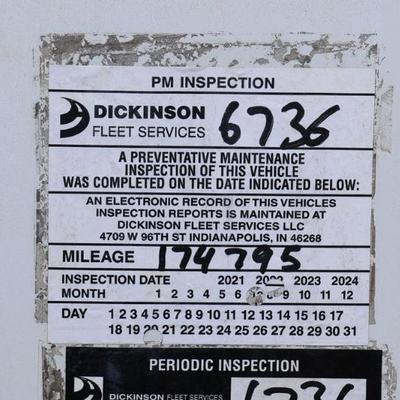 PM INSPECTION
DICKINSON 6736
FLEET SERVICES
A PREVENTATIVE MAINTENANCE
INSPECTION OF THIS VEHICLE
WAS COMPLETED ON THE DATE INDICATED BELOW:
AN ELECTRONIC RECORD OF THIS VEHICLES
INSPECTION REPORTS IS MAINTAINED AT
DICKINSON FLEET SERVICES LLC
4709 W 96TH ST INDIANAPOLIS, IN 46268
MILEAGE 174795
INSPECTION DATE 2021 2023 2024
MONTH 1 2 3 4 5 6 9 10 11 12
DAY 1 2 3 4 5 6 7 8 9 10 11 12 13 14 15 16 17
18 19 21 22 23 24 25 26 27 28 29 30 31
PERIODIC INSPECTION
DICKINSON FLEET SERVICES 6736